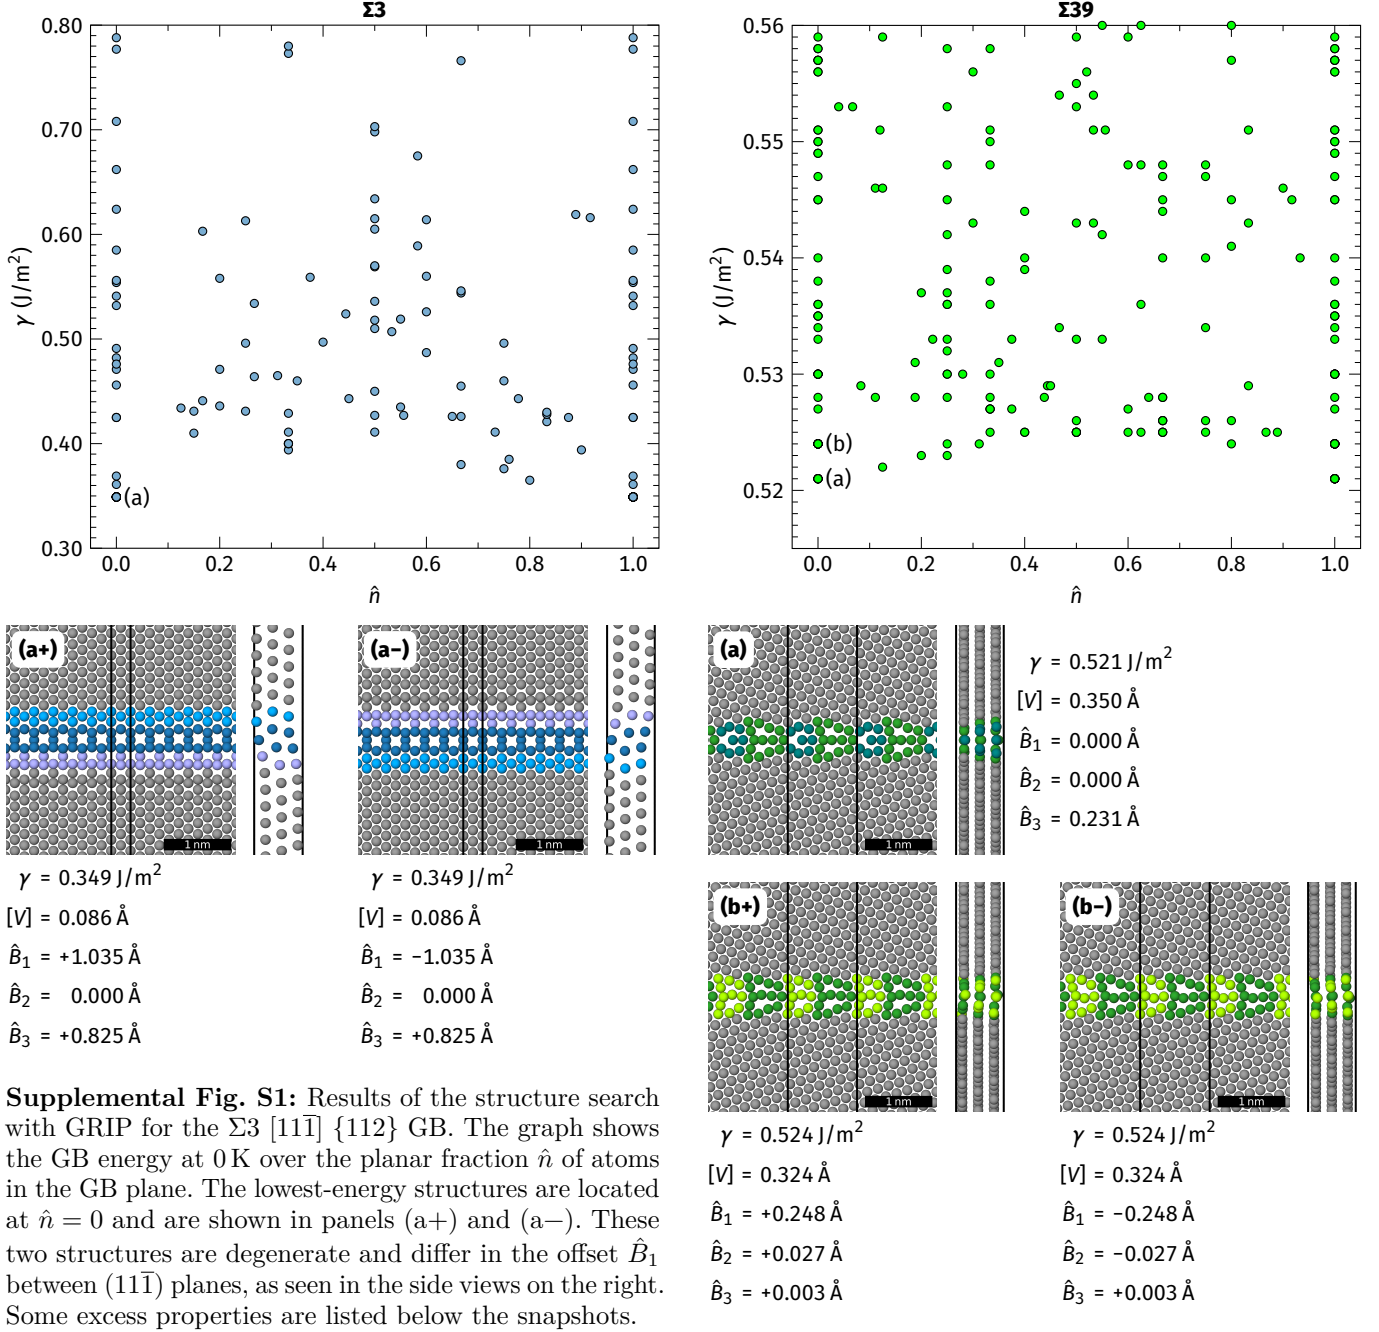 Σ3
0.80
0.70
0.60
0.50
0.40
0.30
γ (J/m²)
(a)
0.0 0.2 0.4 0.6 0.8 1.0
n̂
Σ39
0.56
0.55
0.54
0.53
0.52
γ (J/m²)
(b)
(a)
0.0 0.2 0.4 0.6 0.8 1.0
n̂
(a+)
1 nm
γ = 0.349 J/m²
[V] = 0.086 Å
B̂₁ = +1.035 Å
B̂₂ = 0.000 Å
B̂₃ = +0.825 Å
(a−)
1 nm
γ = 0.349 J/m²
[V] = 0.086 Å
B̂₁ = −1.035 Å
B̂₂ = 0.000 Å
B̂₃ = +0.825 Å
(a)
1 nm
γ = 0.521 J/m²
[V] = 0.350 Å
B̂₁ = 0.000 Å
B̂₂ = 0.000 Å
B̂₃ = 0.231 Å
(b+)
1 nm
γ = 0.524 J/m²
[V] = 0.324 Å
B̂₁ = +0.248 Å
B̂₂ = +0.027 Å
B̂₃ = +0.003 Å
(b−)
1 nm
γ = 0.524 J/m²
[V] = 0.324 Å
B̂₁ = −0.248 Å
B̂₂ = −0.027 Å
B̂₃ = +0.003 Å
Supplemental Fig. S1: Results of the structure search
with GRIP for the Σ3 [111̅] {112} GB. The graph shows
the GB energy at 0 K over the planar fraction n̂ of atoms
in the GB plane. The lowest-energy structures are located
at n̂ = 0 and are shown in panels (a+) and (a−). These
two structures are degenerate and differ in the offset B̂₁
between (111̅) planes, as seen in the side views on the right.
Some excess properties are listed below the snapshots.